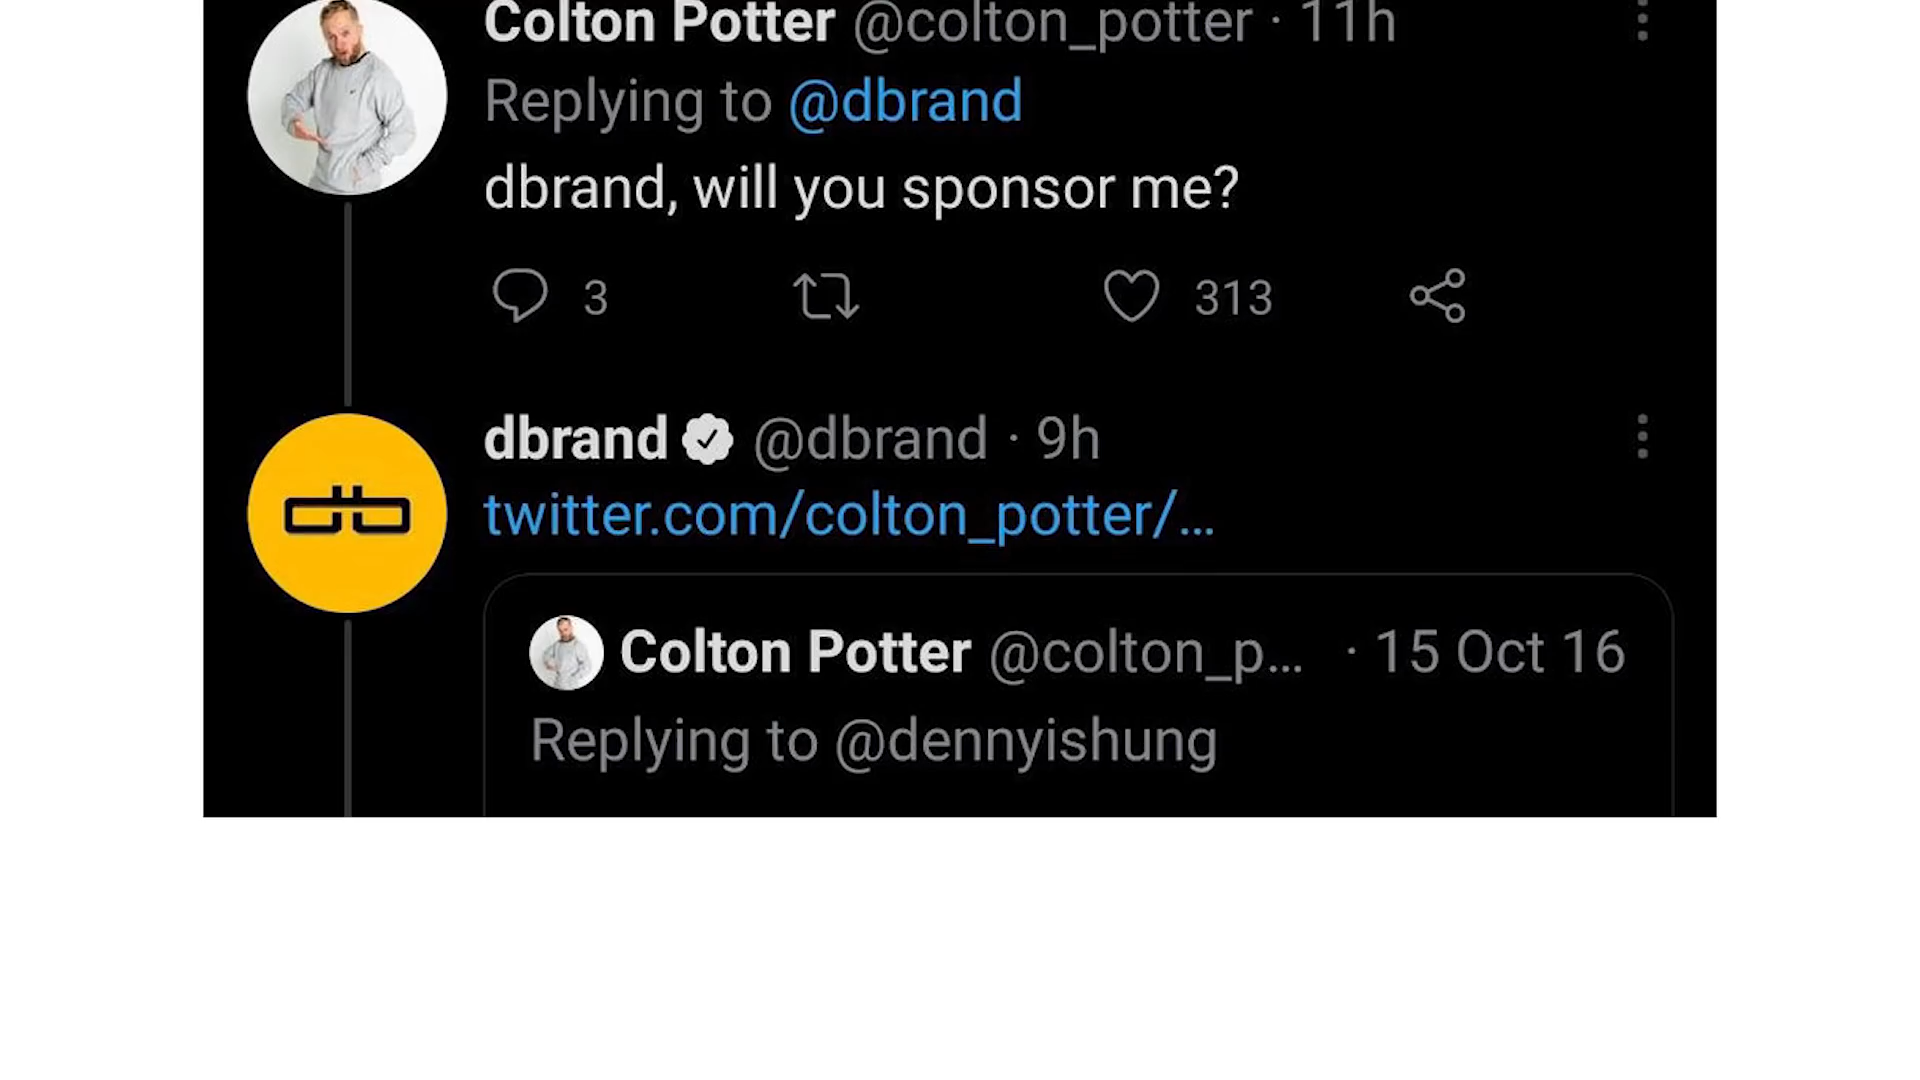 Colton Potter @colton_potter · 11h
Replying to @dbrand
dbrand, will you sponsor me?
3 313
dbrand @dbrand · 9h
twitter.com/colton_potter/...
Colton Potter @colton_p... · 15 Oct 16
Replying to @dennyishung